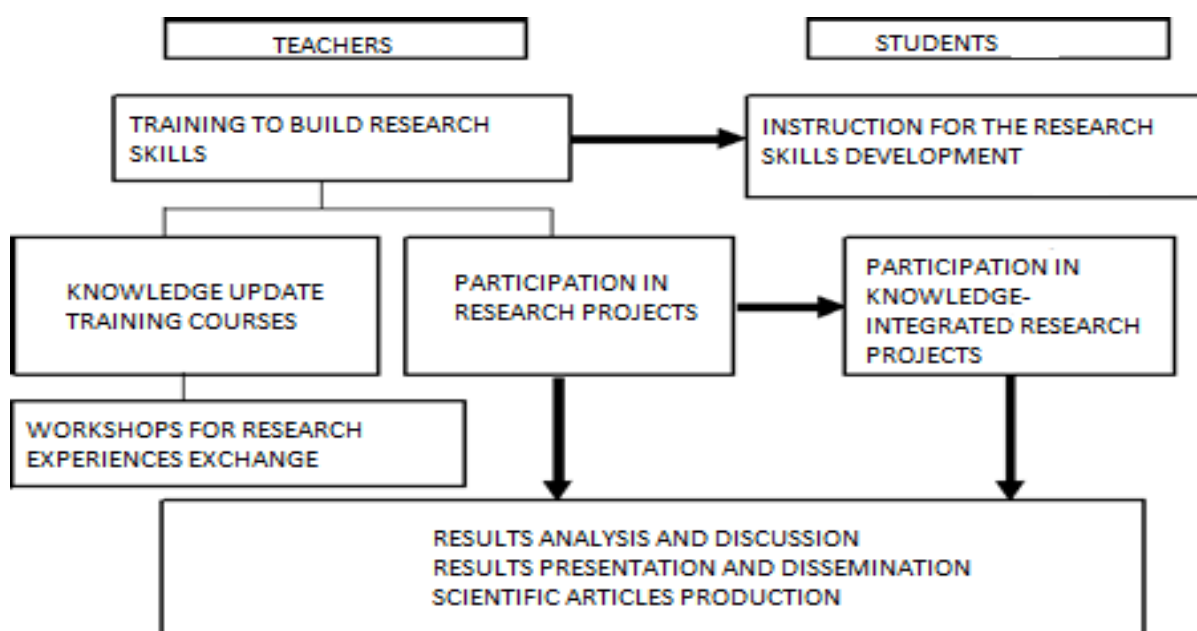 TEACHERS
STUDENTS
TRAINING TO BUILD RESEARCH
SKILLS
INSTRUCTION FOR THE RESEARCH
SKILLS DEVELOPMENT
KNOWLEDGE UPDATE
TRAINING COURSES
PARTICIPATION IN
RESEARCH PROJECTS
PARTICIPATION IN
KNOWLEDGE-
INTEGRATED RESEARCH
PROJECTS
WORKSHOPS FOR RESEARCH
EXPERIENCES EXCHANGE
RESULTS ANALYSIS AND DISCUSSION
RESULTS PRESENTATION AND DISSEMINATION
SCIENTIFIC ARTICLES PRODUCTION